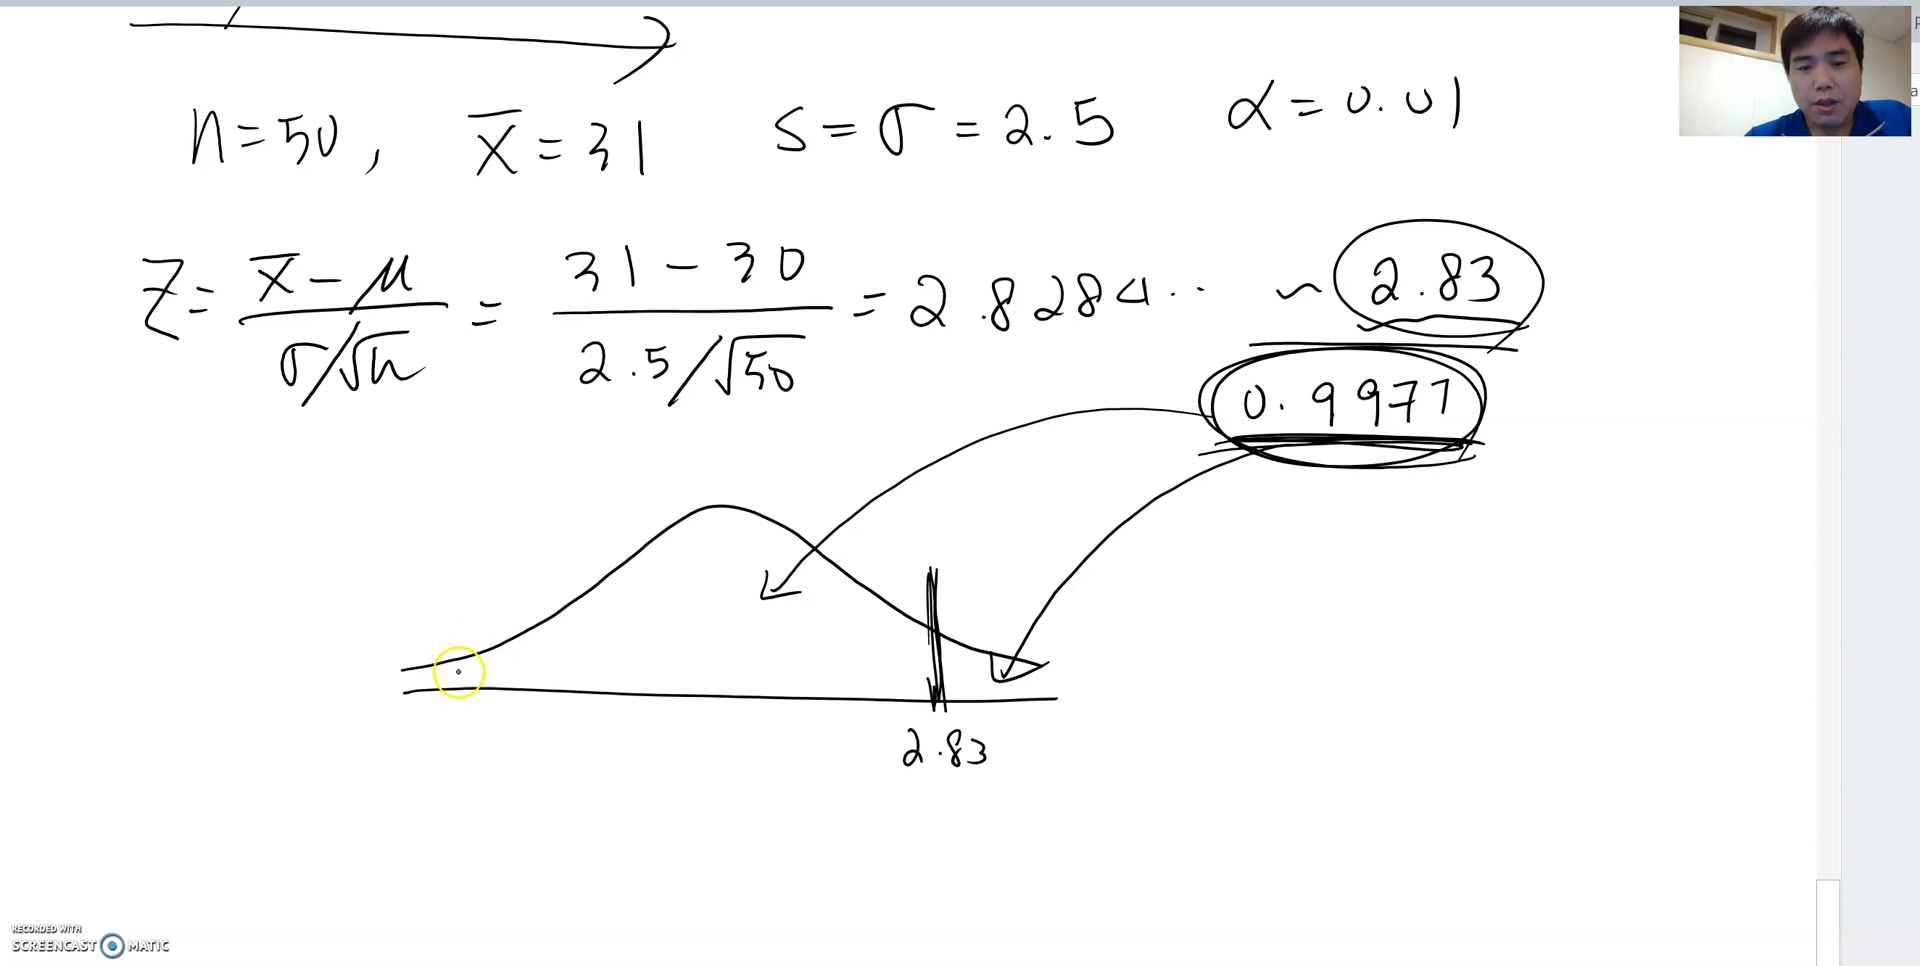 n=50, x̄=31 s=σ=2.5 α=0.01
Z= x̄-μ / σ/√n = 31-30 / 2.5/√50 = 2.8284.. ~ 2.83
0.9977
2.83
RECORDED WITH
SCREENCAST MATIC